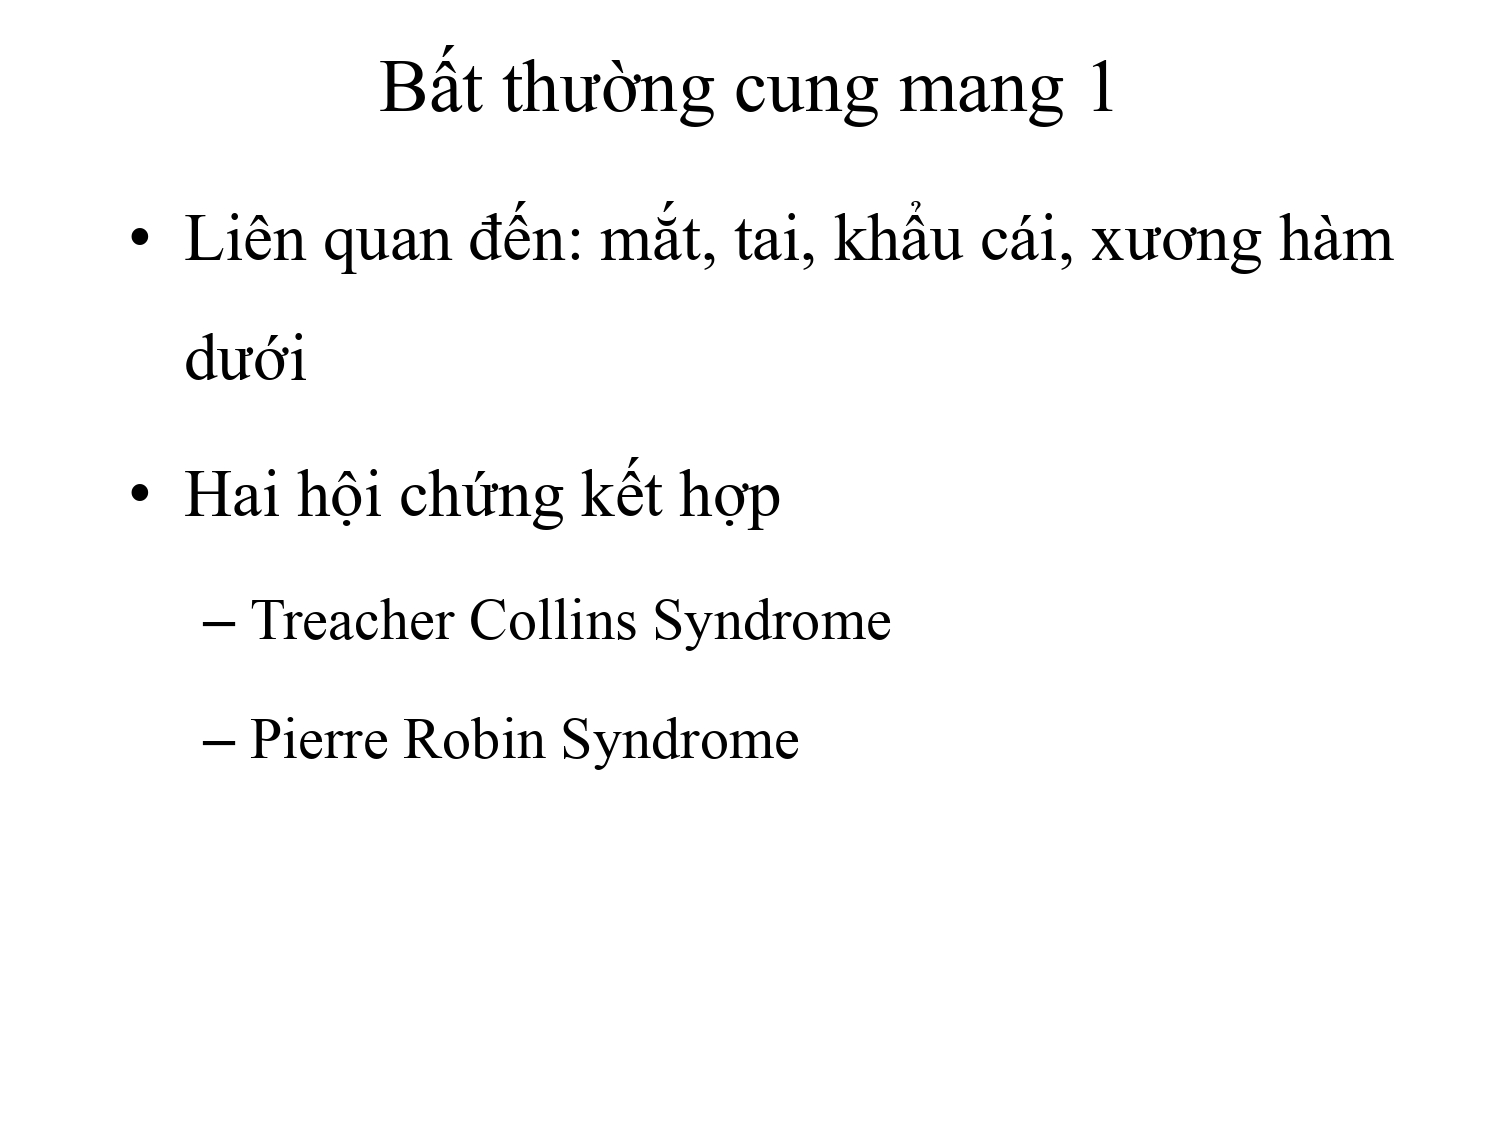 Bất thường cung mang 1
• Liên quan đến: mắt, tai, khẩu cái, xương hàm
dưới
• Hai hội chứng kết hợp
– Treacher Collins Syndrome
– Pierre Robin Syndrome